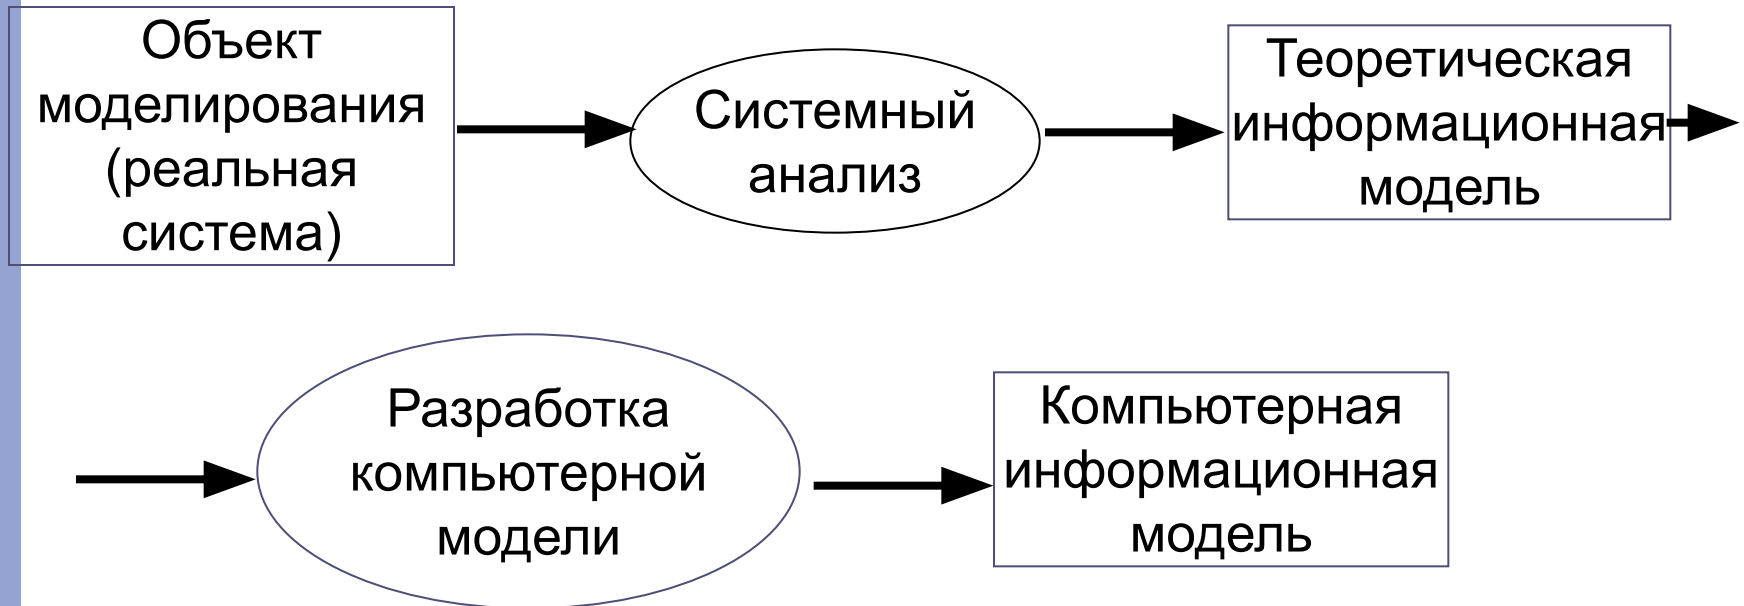 Объект
моделирования
(реальная
система)
Системный
анализ
Теоретическая
информационная
модель
Разработка
компьютерной
модели
Компьютерная
информационная
модель